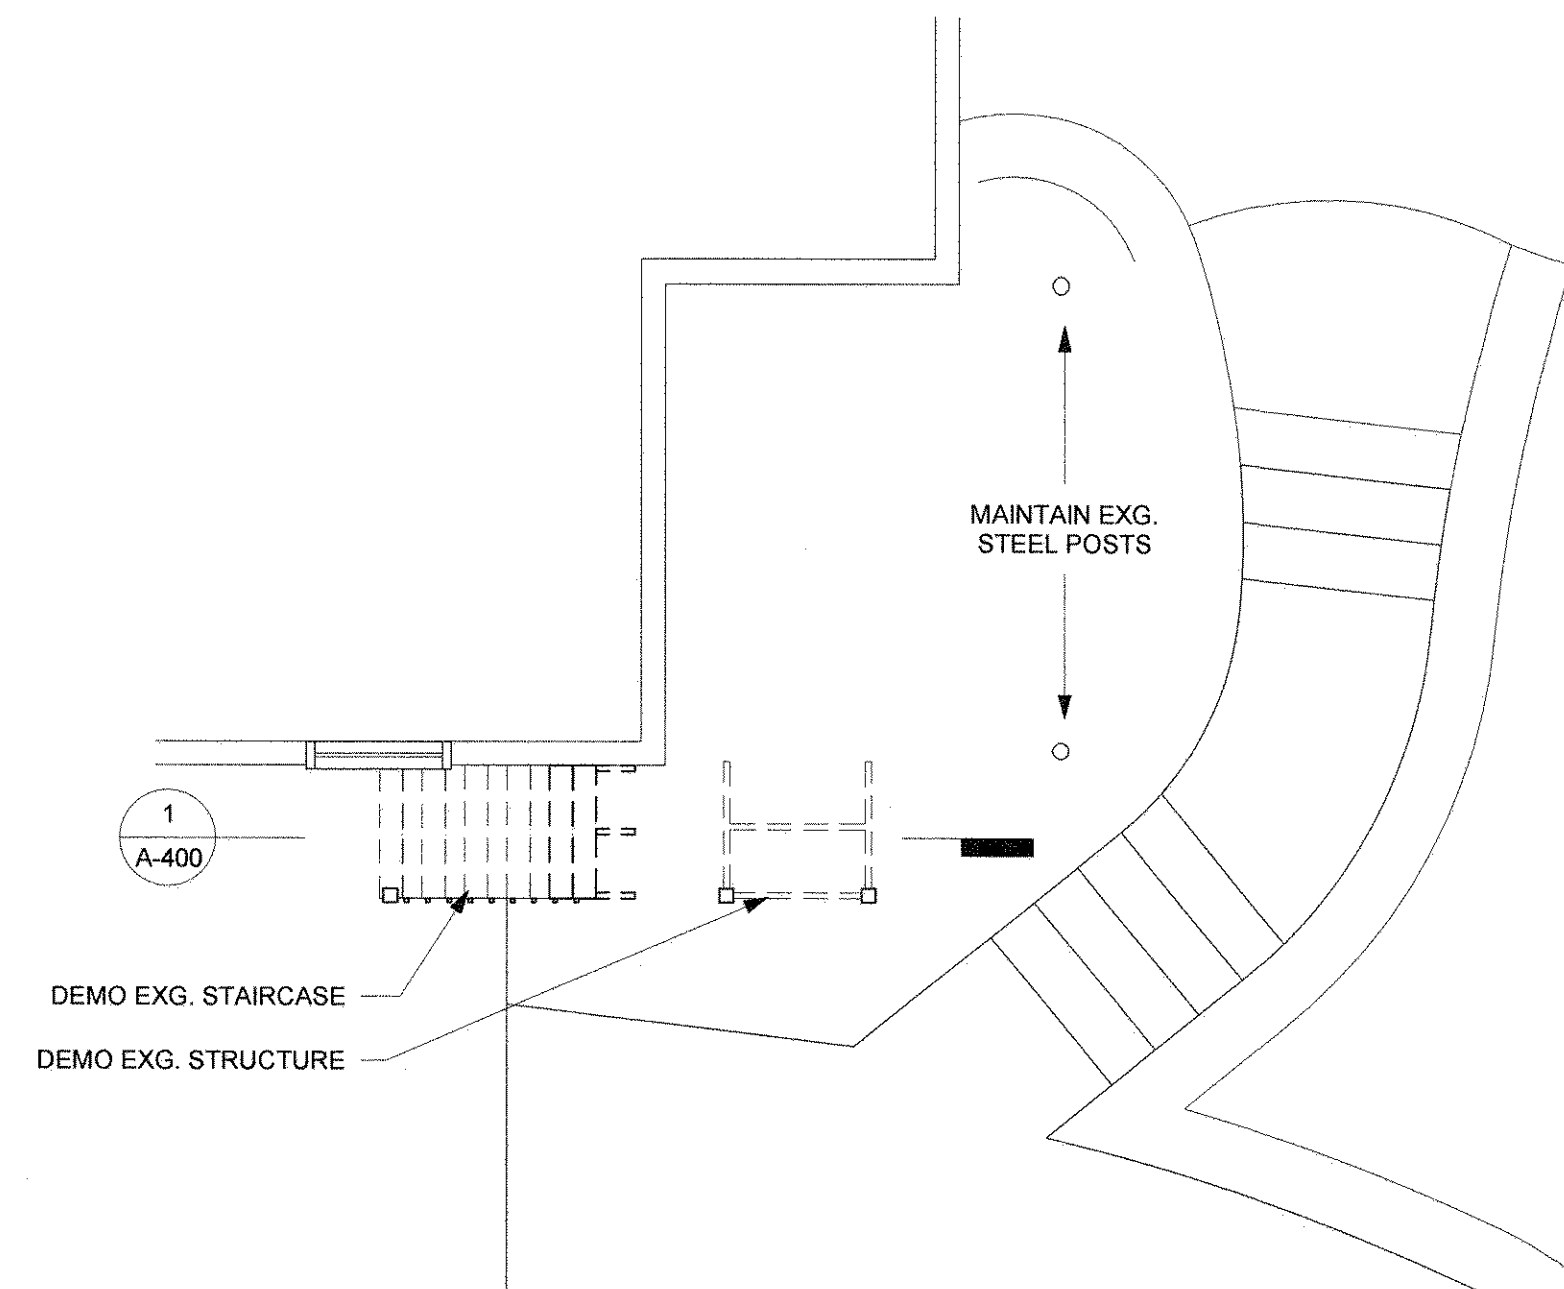 MAINTAIN EXG.
STEEL POSTS
1
A-400
DEMO EXG. STAIRCASE
DEMO EXG. STRUCTURE